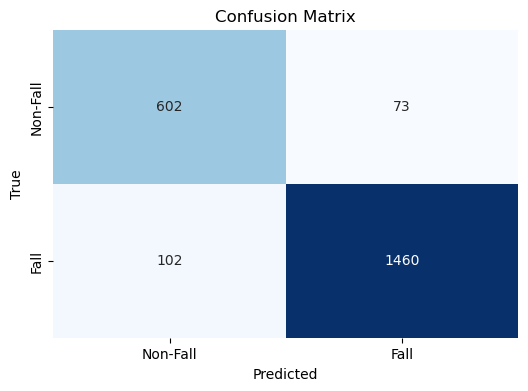 Confusion Matrix
True
Non-Fall
602
73
Fall
102
1460
Non-Fall
Fall
Predicted